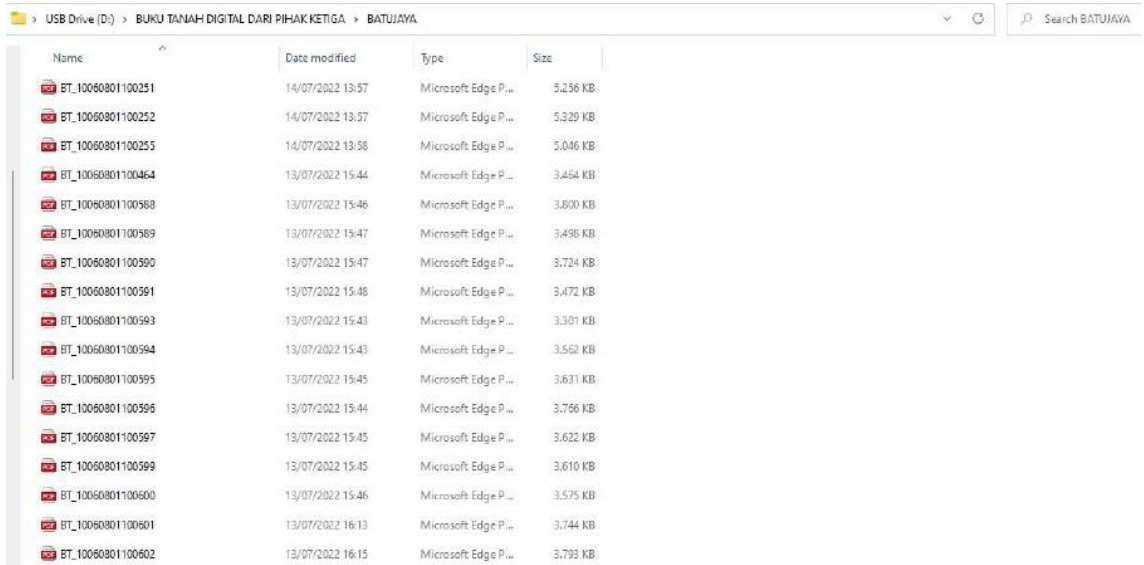 USB Drive (D:) > BUKU TANAH DIGITAL DARI PIHAK KETIGA > BATUJAYA Search BATUJAYA
Name Date modified Type Size
BT_10060801100251 14/07/2022 13:57 Microsoft Edge P... 5.256 KB
BT_10060801100252 14/07/2022 13:57 Microsoft Edge P... 5.329 KB
BT_10060801100255 14/07/2022 13:58 Microsoft Edge P... 5.046 KB
BT_10060801100464 13/07/2022 15:44 Microsoft Edge P... 3.464 KB
BT_10060801100588 13/07/2022 15:46 Microsoft Edge P... 3.800 KB
BT_10060801100589 13/07/2022 15:47 Microsoft Edge P... 3.498 KB
BT_10060801100590 13/07/2022 15:47 Microsoft Edge P... 3.724 KB
BT_10060801100591 13/07/2022 15:48 Microsoft Edge P... 3.472 KB
BT_10060801100593 13/07/2022 15:43 Microsoft Edge P... 3.301 KB
BT_10060801100594 13/07/2022 15:43 Microsoft Edge P... 3.562 KB
BT_10060801100595 13/07/2022 15:45 Microsoft Edge P... 3.631 KB
BT_10060801100596 13/07/2022 15:44 Microsoft Edge P... 3.766 KB
BT_10060801100597 13/07/2022 15:45 Microsoft Edge P... 3.622 KB
BT_10060801100599 13/07/2022 15:45 Microsoft Edge P... 3.610 KB
BT_10060801100600 13/07/2022 15:46 Microsoft Edge P... 3.575 KB
BT_10060801100601 13/07/2022 16:13 Microsoft Edge P... 3.744 KB
BT_10060801100602 13/07/2022 16:15 Microsoft Edge P... 3.793 KB